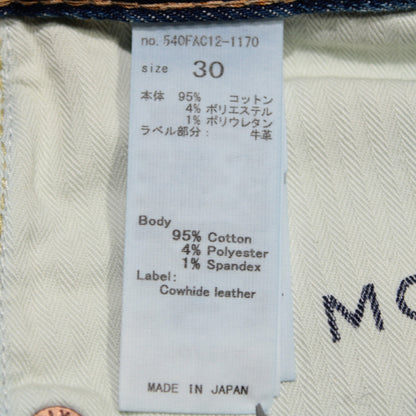 no. 540FAC12-1170
size 30
本体 95% コットン
4% ポリエステル
1% ポリウレタン
ラベル部分: 牛革
Body
95% Cotton
4% Polyester
1% Spandex
Label:
Cowhide leather
MADE IN JAPAN